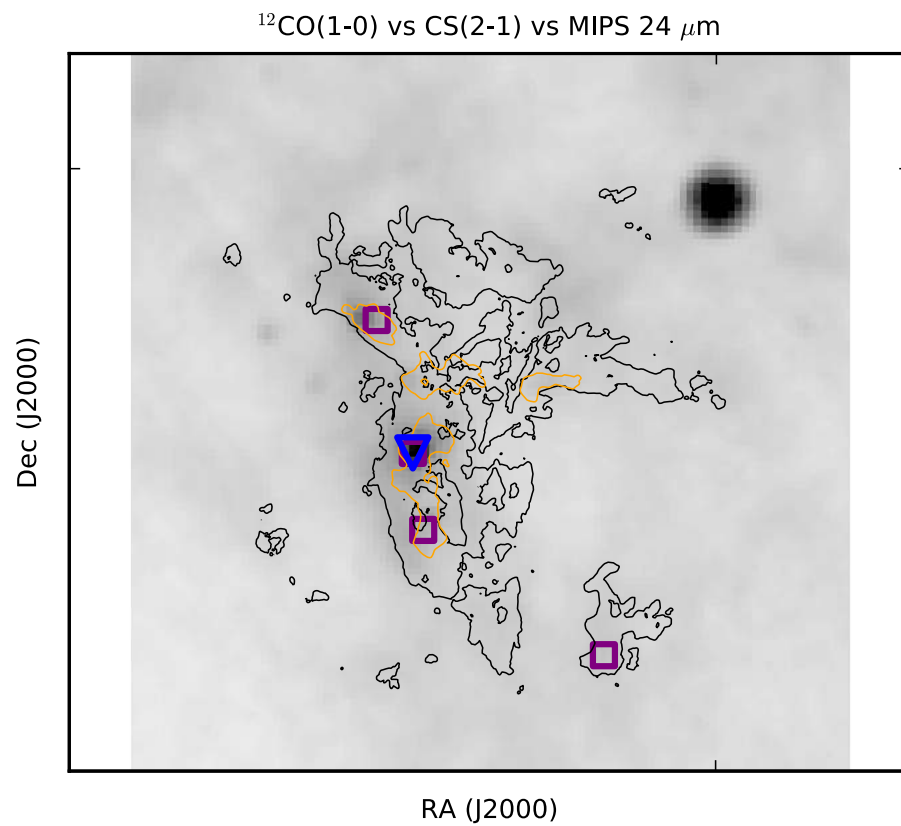 ¹²CO(1-0) vs CS(2-1) vs MIPS 24 μm
Dec (J2000)
RA (J2000)